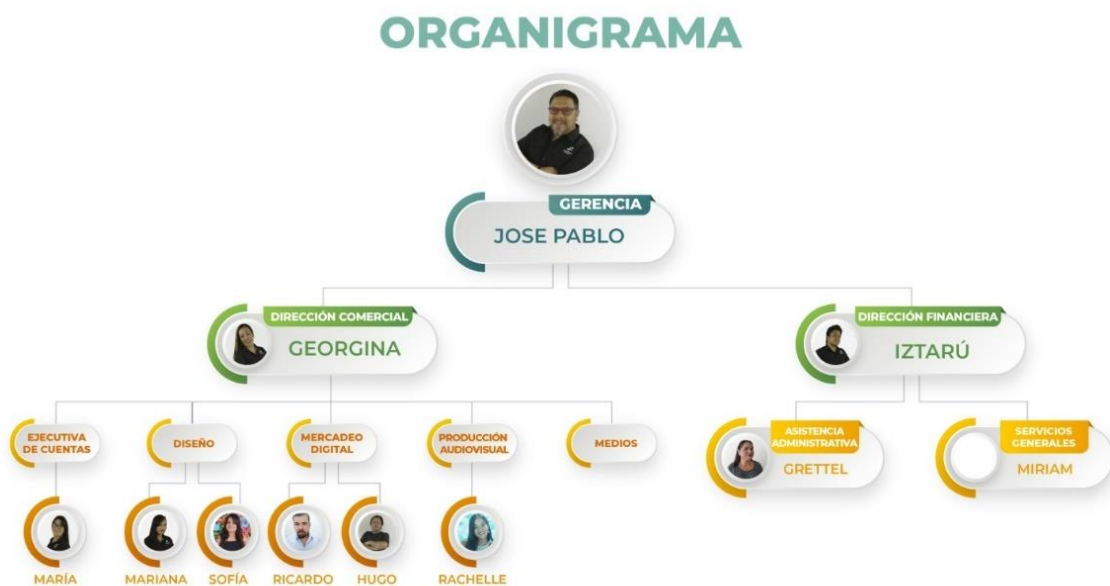 ORGANIGRAMA
GERENCIA
JOSE PABLO
DIRECCIÓN COMERCIAL
GEORGINA
DIRECCIÓN FINANCIERA
IZTARÚ
EJECUTIVA
DE CUENTAS
DISEÑO
MERCADEO
DIGITAL
PRODUCCIÓN
AUDIOVISUAL
MEDIOS
ASISTENCIA
ADMINISTRATIVA
GRETTEL
SERVICIOS
GENERALES
MIRIAM
MARÍA
MARIANA
SOFÍA
RICARDO
HUGO
RACHELLE